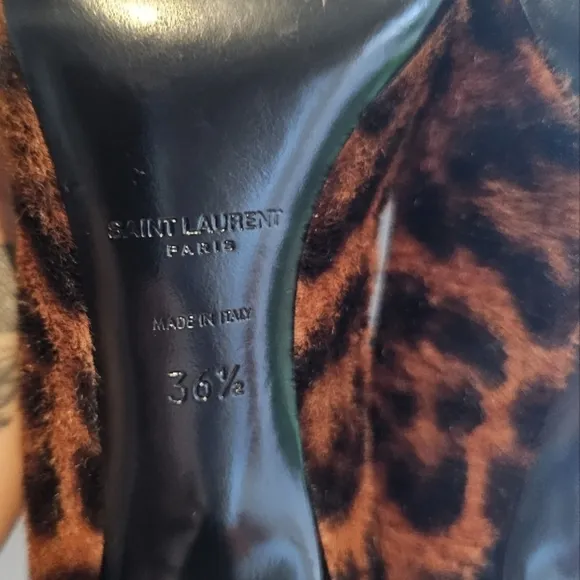 SAINT LAURENT
PARIS
MADE IN ITALY
36½